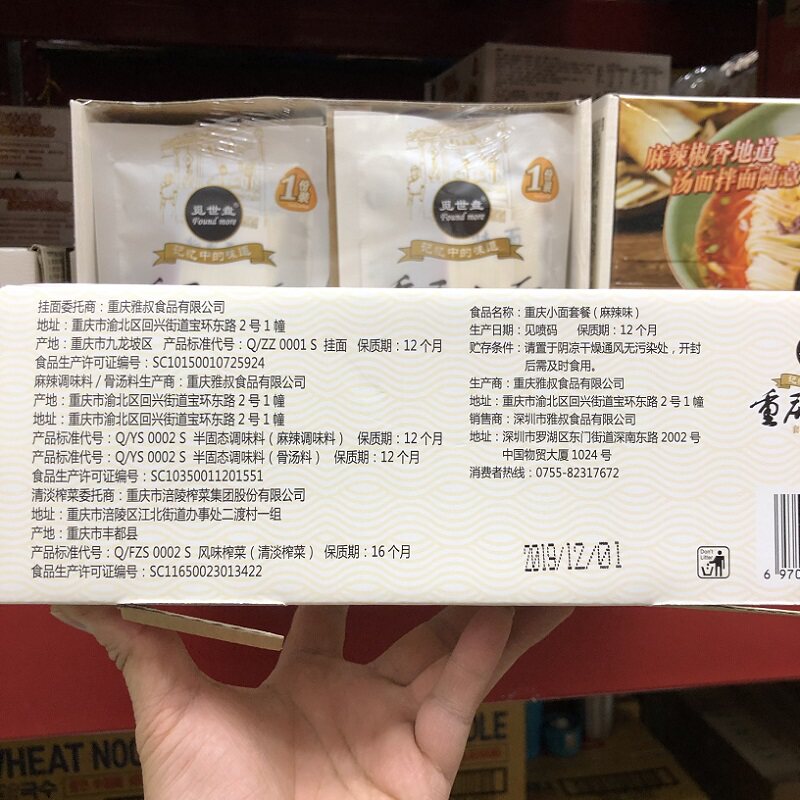 1份装
觅世盏®
Found more
记忆中的味道
1份装
觅世盏®
Found more
记忆中的味道
麻辣椒香地道
汤面拌面随意
挂面委托商：重庆雅叔食品有限公司
地址：重庆市渝北区回兴街道宝环东路2号1幢
产地：重庆市九龙坡区 产品标准代号：Q/ZZ 0001 S 挂面 保质期：12个月
食品生产许可证编号：SC10150010725924
麻辣调味料/骨汤料生产商：重庆雅叔食品有限公司
产地：重庆市渝北区回兴街道宝环东路2号1幢
地址：重庆市渝北区回兴街道宝环东路2号1幢
产品标准代号：Q/YS 0002 S 半固态调味料（麻辣调味料） 保质期：12个月
产品标准代号：Q/YS 0002 S 半固态调味料（骨汤料） 保质期：12个月
食品生产许可证编号：SC10350011201551
清淡榨菜委托商：重庆市涪陵榨菜集团股份有限公司
地址：重庆市涪陵区江北街道办事处二渡村一组
产地：重庆市丰都县
产品标准代号：Q/FZS 0002 S 风味榨菜（清淡榨菜） 保质期：16个月
食品生产许可证编号：SC11650023013422
食品名称：重庆小面套餐（麻辣味）
生产日期：见喷码 保质期：12个月
贮存条件：请置于阴凉干燥通风无污染处，开封
后需及时食用。
生产商：重庆雅叔食品有限公司
地址：重庆市渝北区回兴街道宝环东路2号1幢
销售商：深圳市雅叔食品有限公司
地址：深圳市罗湖区东门街道深南东路2002号
中国物贸大厦1024号
消费者热线：0755-82317672
2019/12/01
Don't
Litter
重
6 970
WHEAT NOO
국수